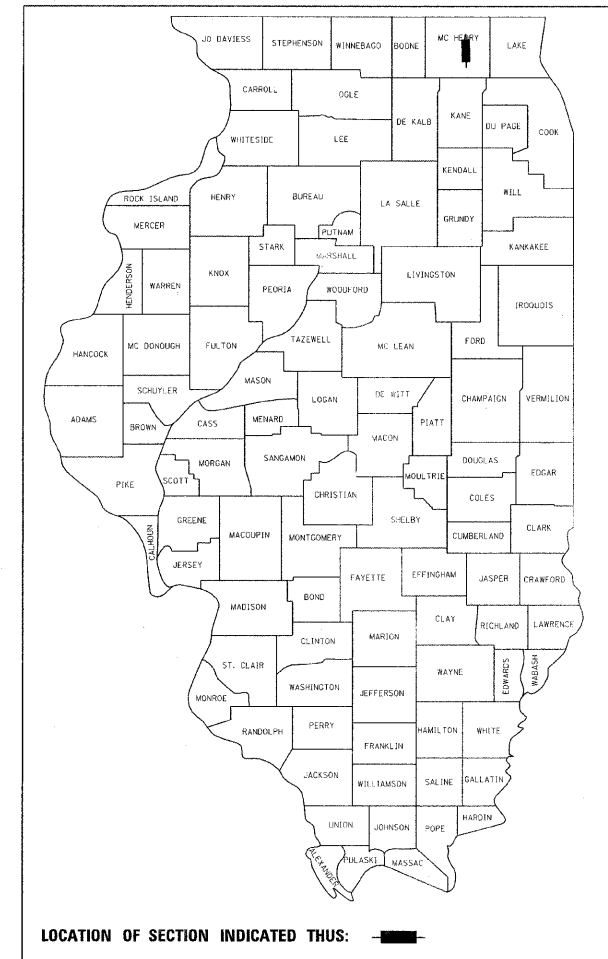 JO DAVIESS
STEPHENSON
WINNEBAGO
BOONE
MC HENRY
LAKE
CARROLL
OGLE
DE KALB
KANE
DU PAGE
COOK
WHITESIDE
LEE
KENDALL
WILL
ROCK ISLAND
HENRY
BUREAU
LA SALLE
GRUNDY
MERCER
PUTNAM
KANKAKEE
STARK
MARSHALL
LIVINGSTON
HENDERSON
WARREN
KNOX
PEORIA
WOODFORD
IROQUOIS
FORD
HANCOCK
MC DONOUGH
FULTON
TAZEWELL
MC LEAN
MASON
SCHUYLER
LOGAN
DE WITT
CHAMPAIGN
VERMILION
ADAMS
BROWN
CASS
MENARD
PIATT
MACON
SANGAMON
DOUGLAS
MORGAN
MOULTRIE
EDGAR
PIKE
SCOTT
CHRISTIAN
COLES
SHELBY
GREENE
MACOUPIN
MONTGOMERY
CUMBERLAND
CLARK
CALHOUN
JERSEY
FAYETTE
EFFINGHAM
JASPER
CRAWFORD
MADISON
BOND
CLAY
RICHLAND
LAWRENCE
CLINTON
MARION
ST. CLAIR
WAYNE
EDWARDS
WABASH
WASHINGTON
JEFFERSON
MONROE
RANDOLPH
PERRY
HAMILTON
WHITE
FRANKLIN
JACKSON
WILLIAMSON
SALINE
GALLATIN
UNION
JOHNSON
POPE
HARDIN
ALEXANDER
PULASKI
MASSAC
LOCATION OF SECTION INDICATED THUS: